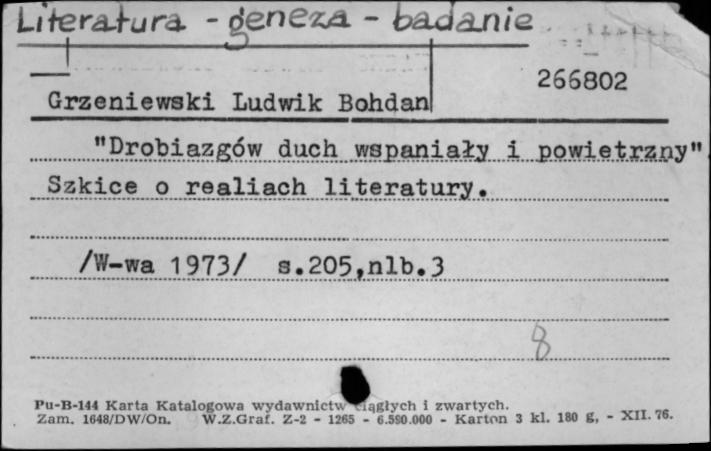 Literatura - geneza - badanie
266802
Grzeniewski Ludwik Bohdan
"Drobiazgów duch wspaniały i powietrzny"
Szkice o realiach literatury.
/W-wa 1973/ s.205,nlb.3
8
Pu-B-144 Karta Katalogowa wydawnictw ciągłych i zwartych.
Zam. 1648/DW/On. W.Z.Graf. Z-2 - 1265 - 6.590.000 - Karton 3 kl. 180 g, - XII. 76.